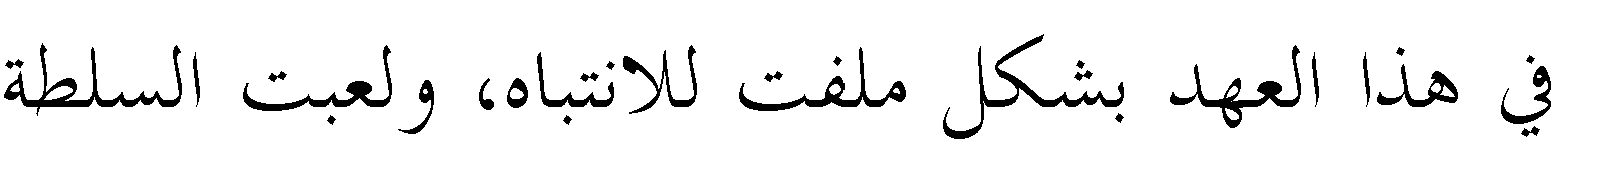 في هذا العهد بشكل ملفت للانتباه، ولعبت السلطة